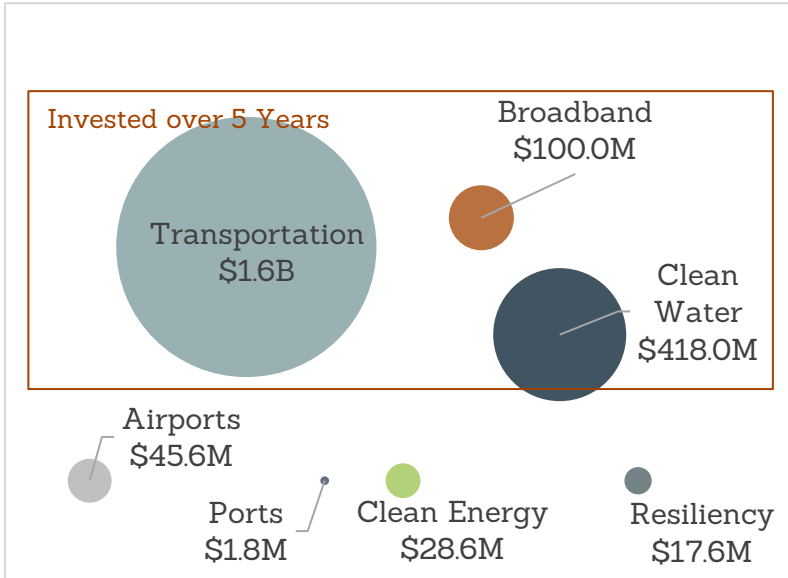 Invested over 5 Years
Broadband
$100.0M
Transportation
$1.6B
Clean
Water
$418.0M
Airports
$45.6M
Ports
$1.8M
Clean Energy
$28.6M
Resiliency
$17.6M